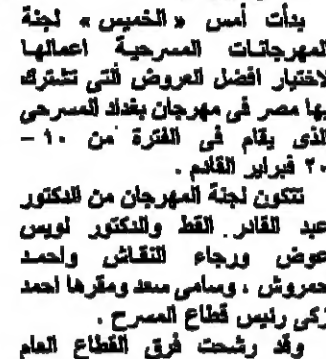 بدأت أمس « الخميس » لجنة
المهرجانات المسرحية اعمالها
لاختيار افضل العروض التى تشترك
بها مصر فى مهرجان بغداد المسرحى
الذى يقام فى الفترة من ١٠ –
٢٠ فبراير القادم .
تتكون لجنة المهرجان من الدكتور
عبد القادر القط والدكتور لويس
عوض ورجاء النقاش واحمد
حمروش ، وسامى سعد ومقرها احمد
زكى رئيس قطاع المسرح .
وقد رشحت فرق القطاع العام